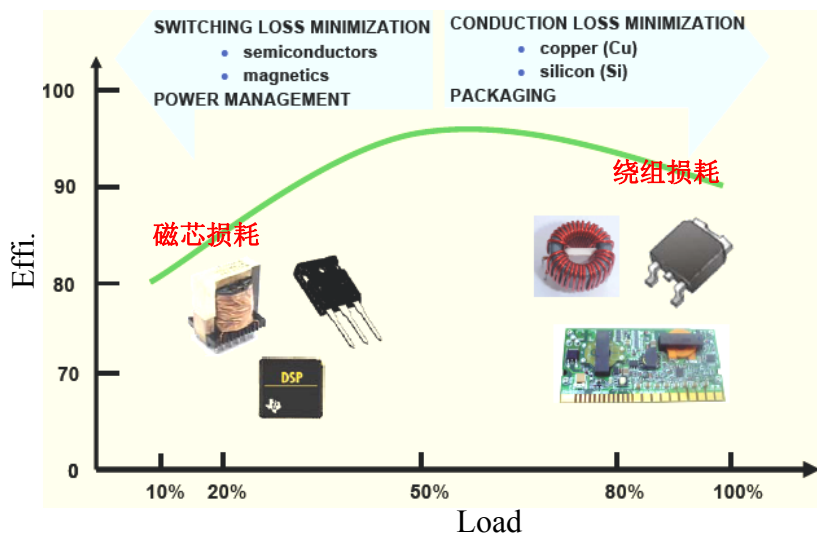 SWITCHING LOSS MINIMIZATION
• semiconductors
• magnetics
POWER MANAGEMENT
CONDUCTION LOSS MINIMIZATION
• copper (Cu)
• silicon (Si)
PACKAGING
100
90
80
70
0
Effi.
磁芯损耗
绕组损耗
DSP
10%
20%
50%
80%
100%
Load